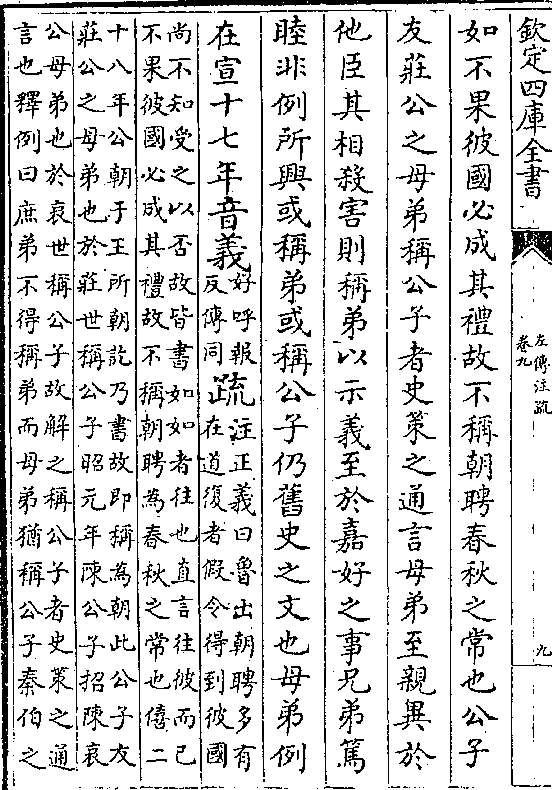 欽定四庫全書
左傳注疏
卷九
九
如不果彼國必成其禮故不稱朝聘春秋之常也公子
友莊公之母弟稱公子者史策之通言母弟至親異於
他臣其相殺害則稱弟以示義至於嘉好之事兄弟篤
睦非例所興或稱弟或稱公子仍舊史之文也母弟例
在宣十七年音義好呼報
反傳同疏注正義曰魯出朝聘多有
在道復者假令得到彼國
尚不知受之以否故皆書如如者往也直言往彼而已
不果彼國必成其禮故不稱朝聘為春秋之常也僖二
十八年公朝于王所朝訖乃書故即稱為朝此公子友
莊公之母弟也於莊世稱公子昭元年陳公子招陳哀
公母弟也於哀世稱公子故解之稱公子者史策之通
言也釋例曰庶弟不得稱弟而母弟猶稱公子秦伯之